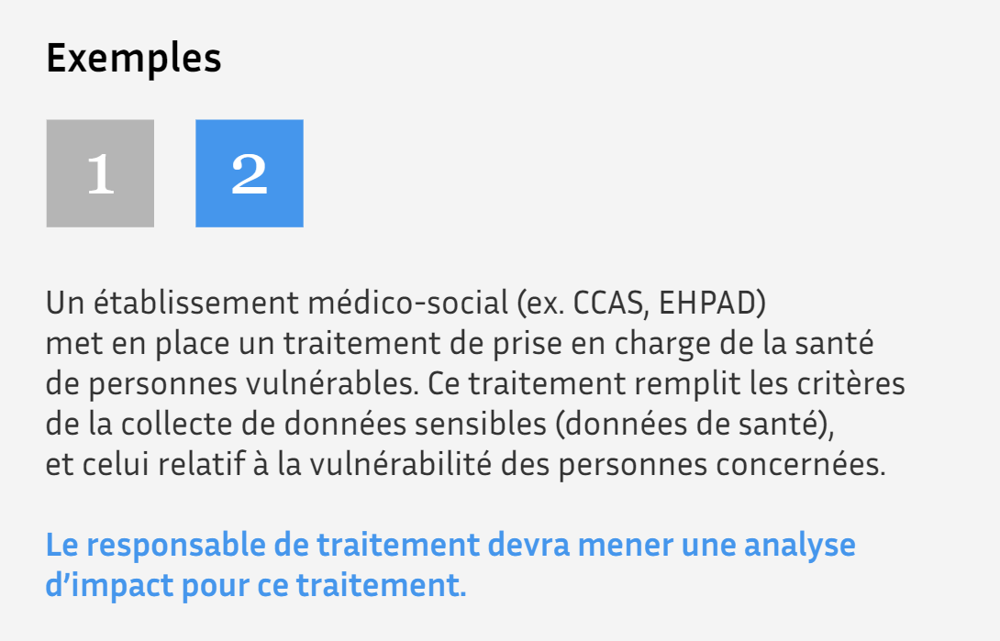 Exemples
1 2
Un établissement médico-social (ex. CCAS, EHPAD)
met en place un traitement de prise en charge de la santé
de personnes vulnérables. Ce traitement remplit les critères
de la collecte de données sensibles (données de santé),
et celui relatif à la vulnérabilité des personnes concernées.
Le responsable de traitement devra mener une analyse
d’impact pour ce traitement.